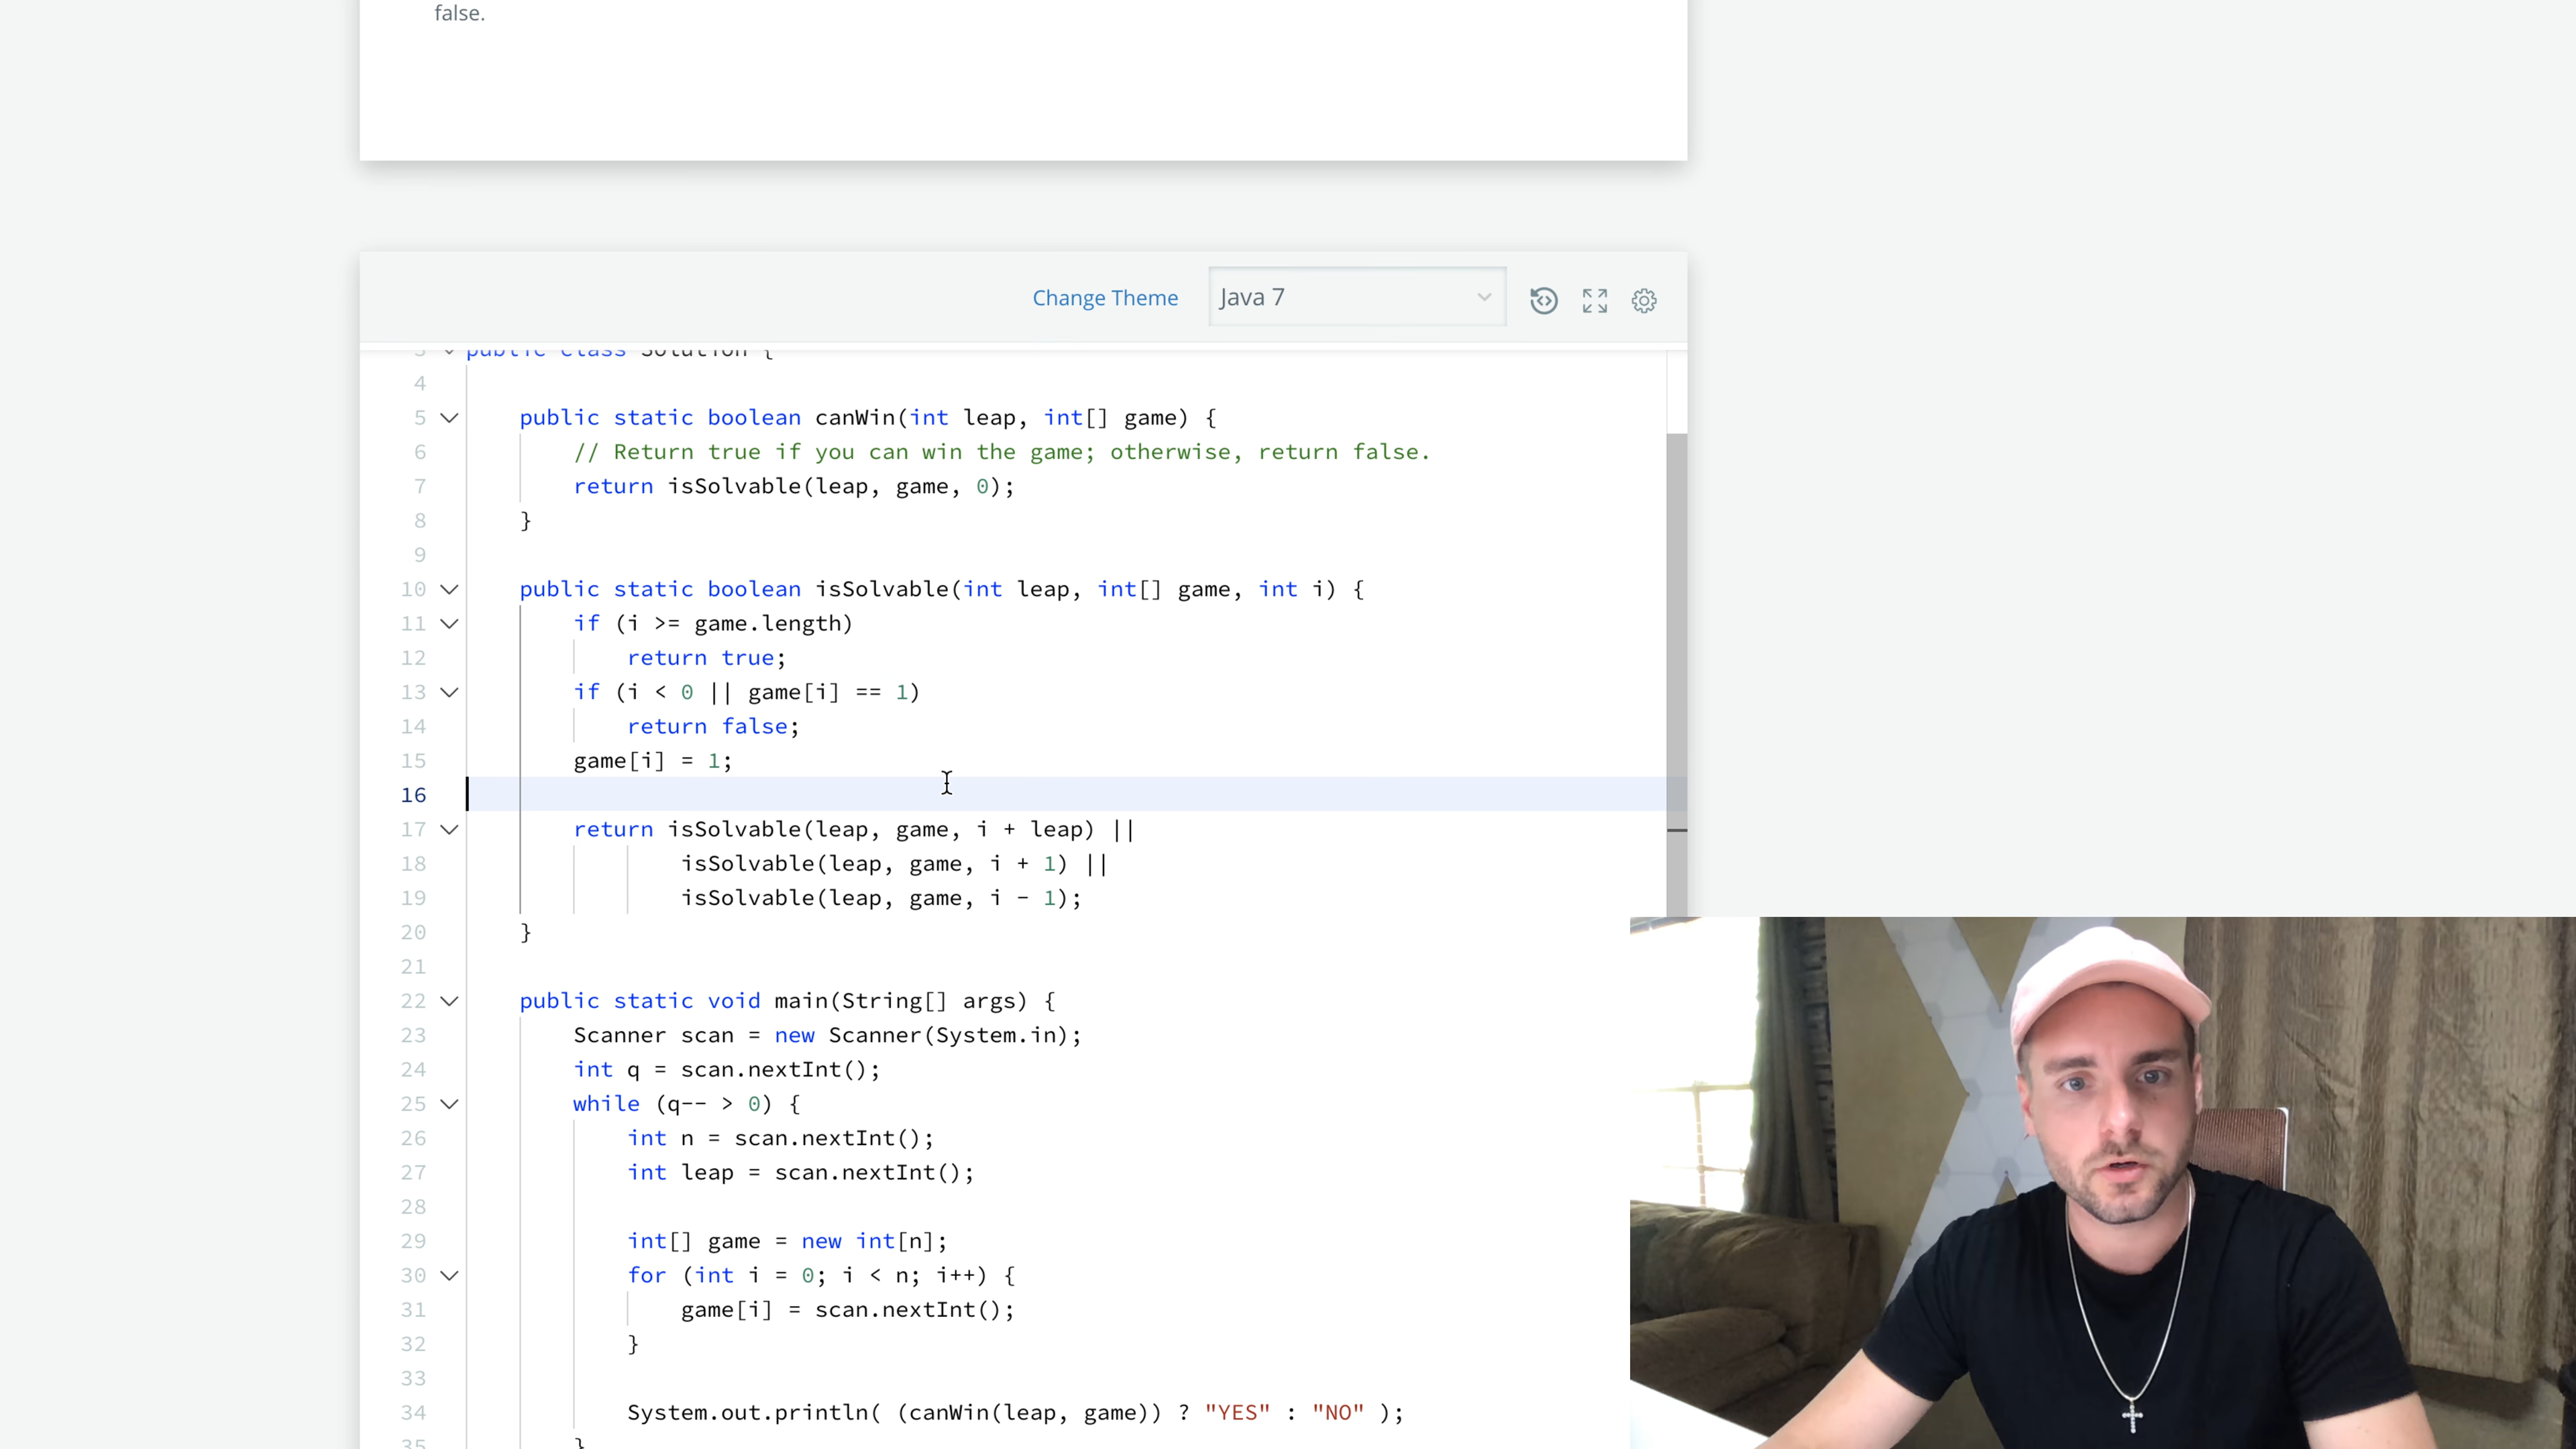 false.
Change Theme Java 7
3 public class Solution {
4
5 public static boolean canWin(int leap, int[] game) {
6 // Return true if you can win the game; otherwise, return false.
7 return isSolvable(leap, game, 0);
8 }
9
10 public static boolean isSolvable(int leap, int[] game, int i) {
11 if (i >= game.length)
12 return true;
13 if (i < 0 || game[i] == 1)
14 return false;
15 game[i] = 1;
16
17 return isSolvable(leap, game, i + leap) ||
18 isSolvable(leap, game, i + 1) ||
19 isSolvable(leap, game, i - 1);
20 }
21
22 public static void main(String[] args) {
23 Scanner scan = new Scanner(System.in);
24 int q = scan.nextInt();
25 while (q-- > 0) {
26 int n = scan.nextInt();
27 int leap = scan.nextInt();
28
29 int[] game = new int[n];
30 for (int i = 0; i < n; i++) {
31 game[i] = scan.nextInt();
32 }
33
34 System.out.println( (canWin(leap, game)) ? "YES" : "NO" );
35 }